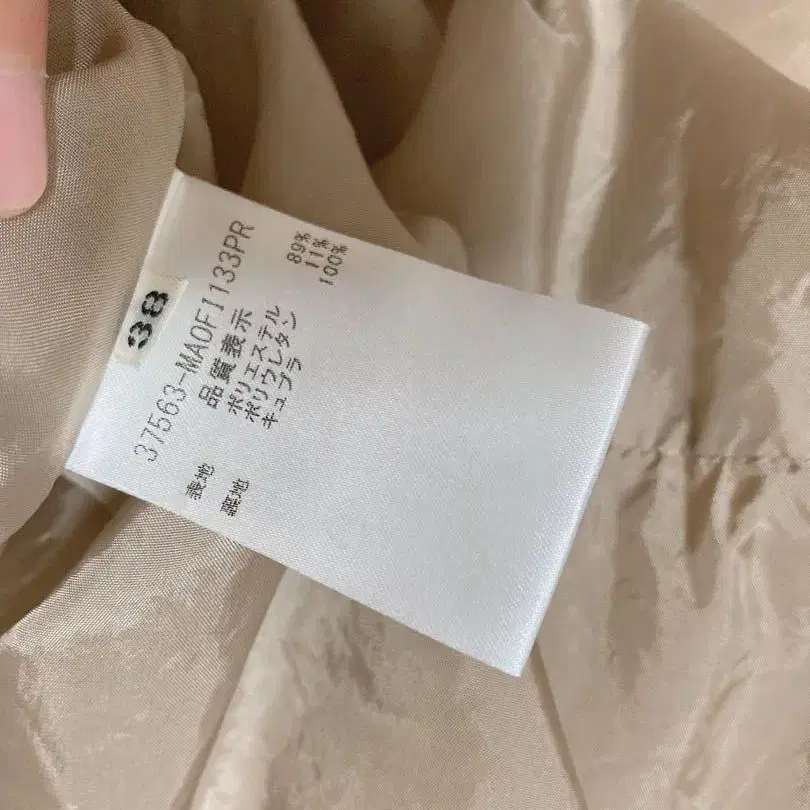 38
37563-MAOF1133PR
品質表示
表地 ポリエステル 89%
ポリウレタン 11%
裏地 キュプラ 100%